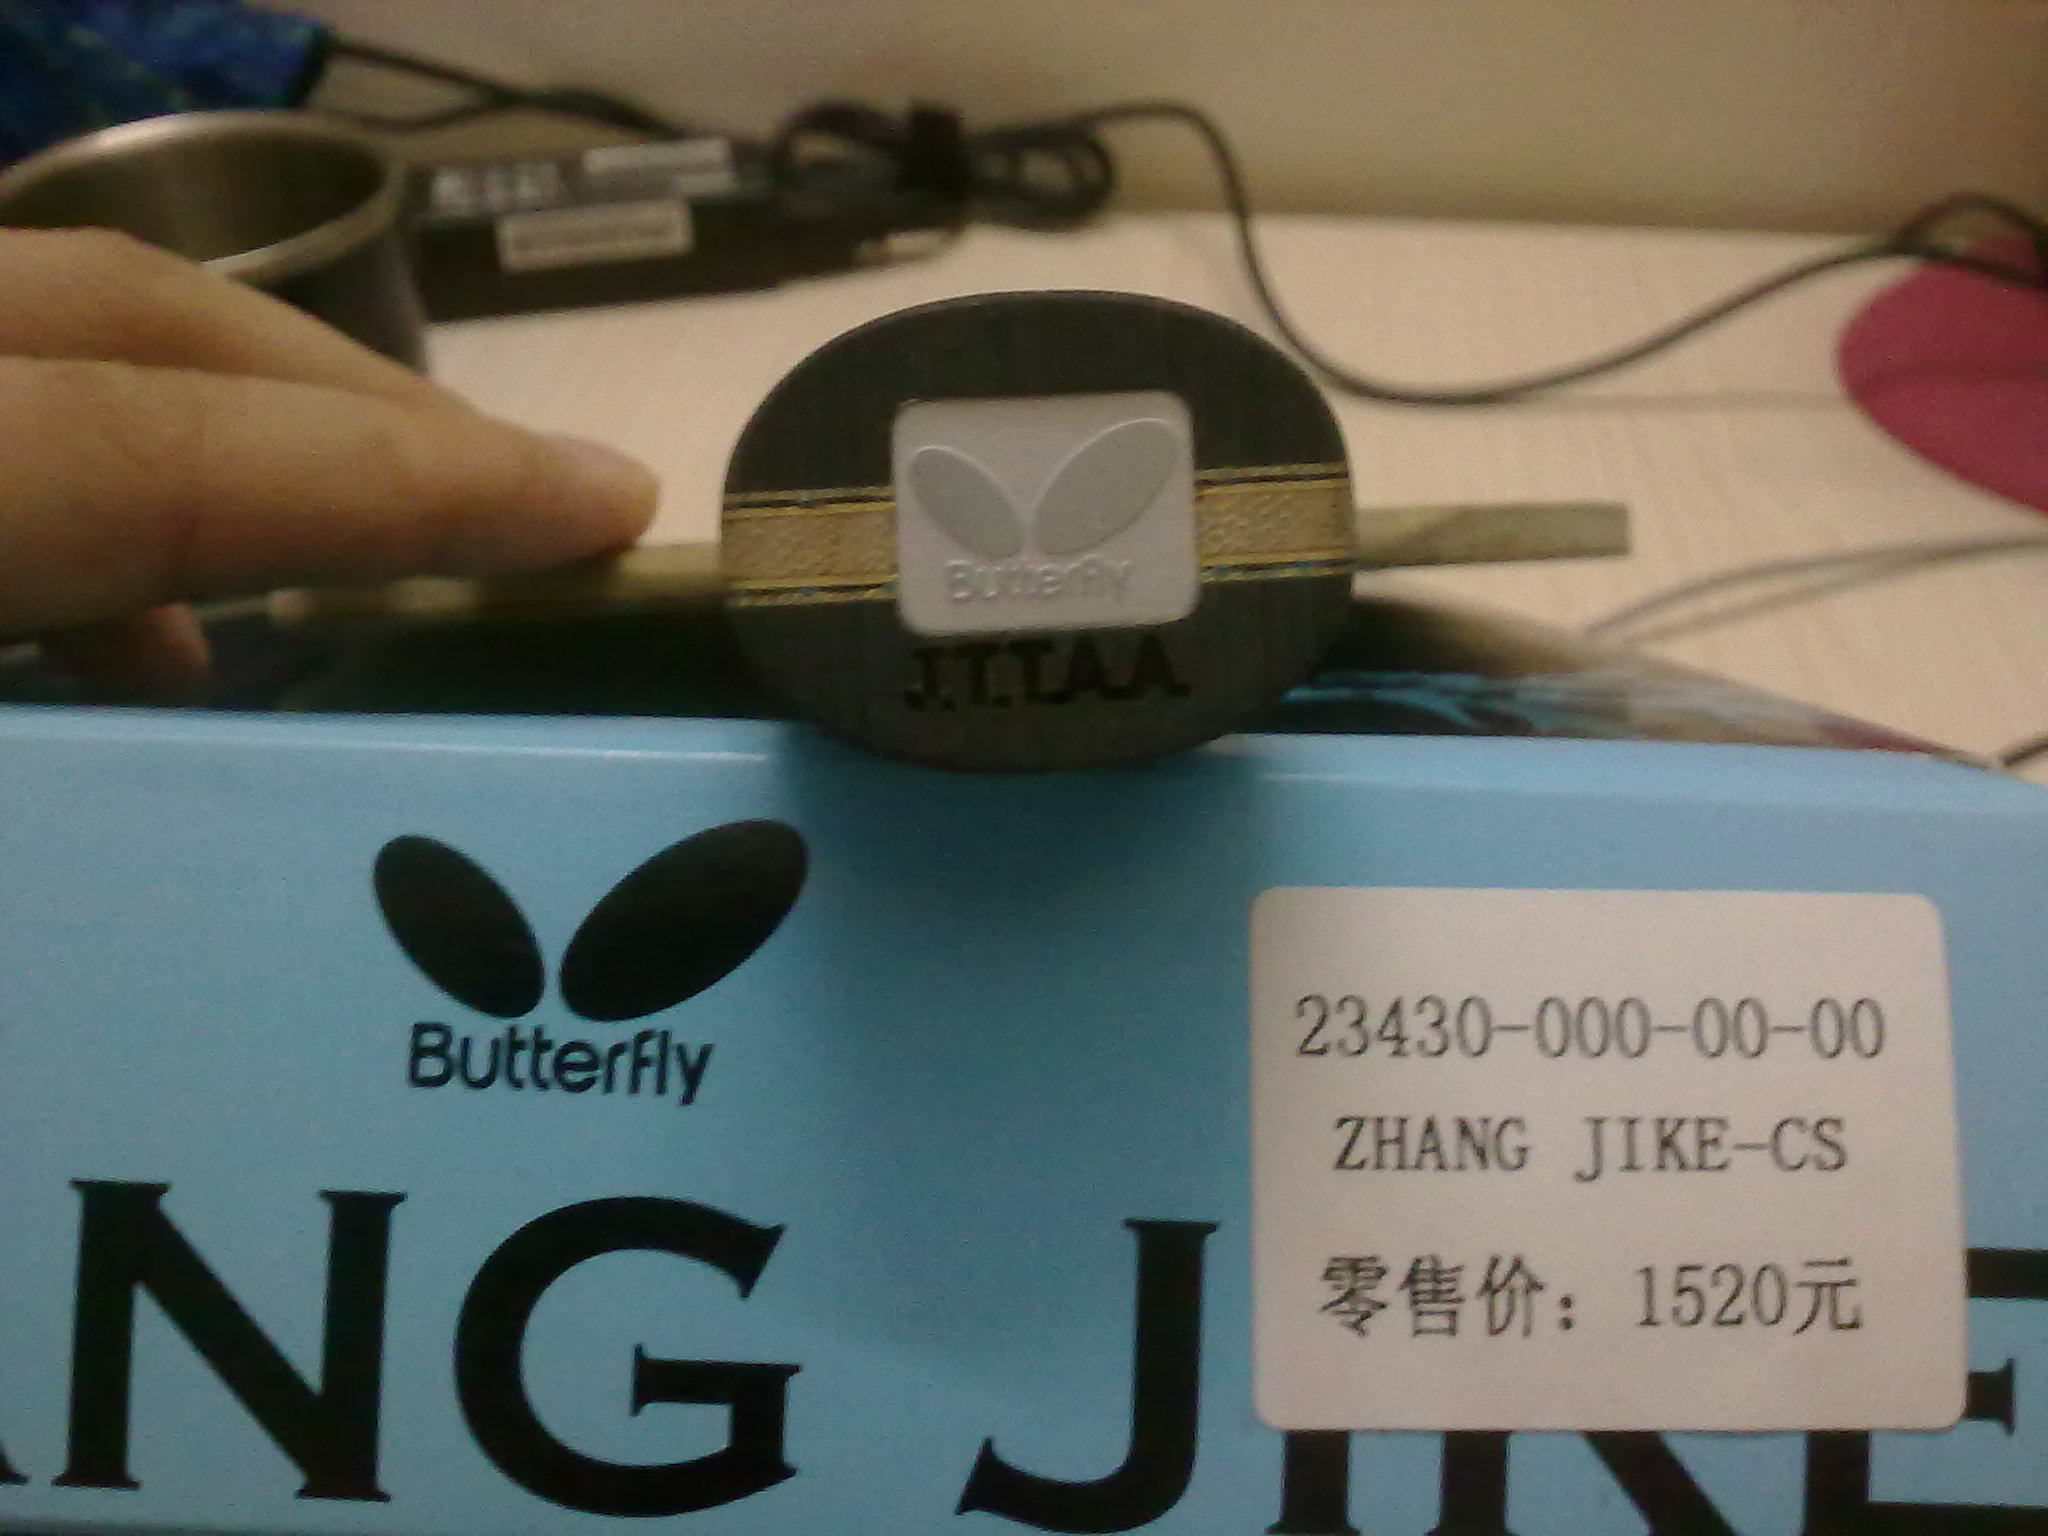 Butterfly
J.T.T.A.A.
Butterfly
23430-000-00-00
ZHANG JIKE-CS
零售价：1520元
ANG JIKE